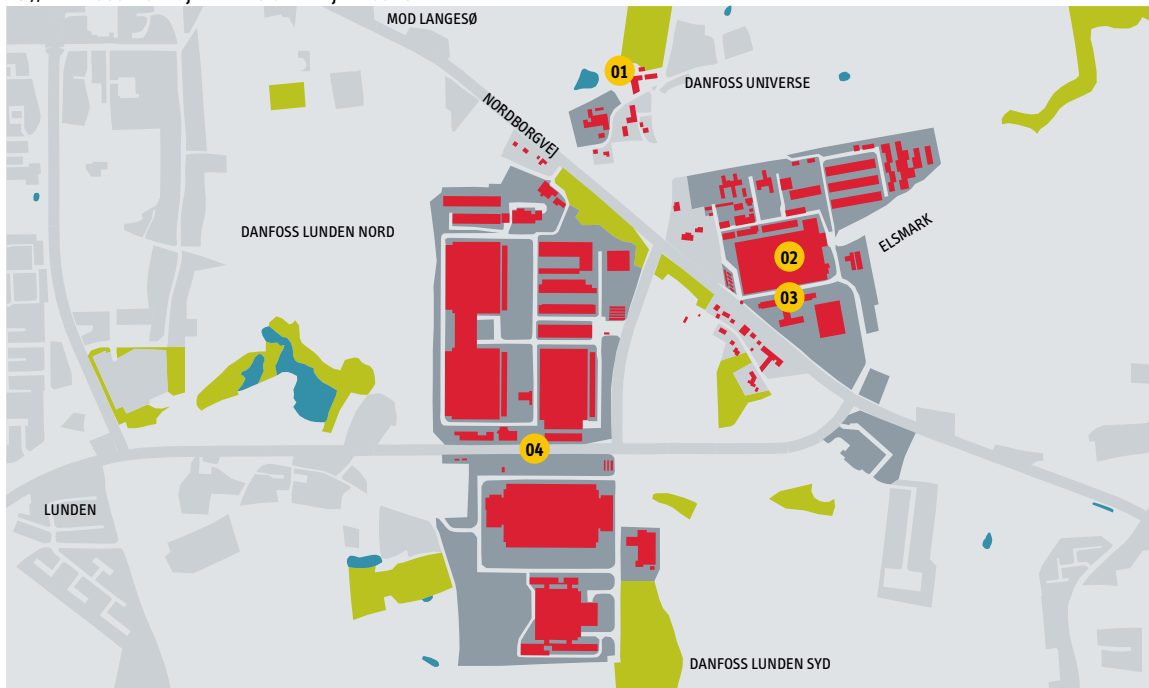 MOD LANGESØ
01
DANFOSS UNIVERSE
NORDBORGVEJ
DANFOSS LUNDEN NORD
ELSMARK
02
03
04
LUNDEN
DANFOSS LUNDEN SYD